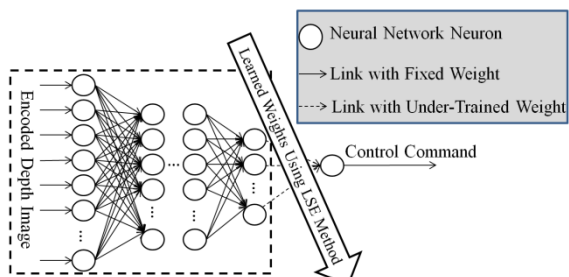 Neural Network Neuron
Link with Fixed Weight
Link with Under-Trained Weight
Encoded Depth Image
Learned Weights Using LSE Method
Control Command